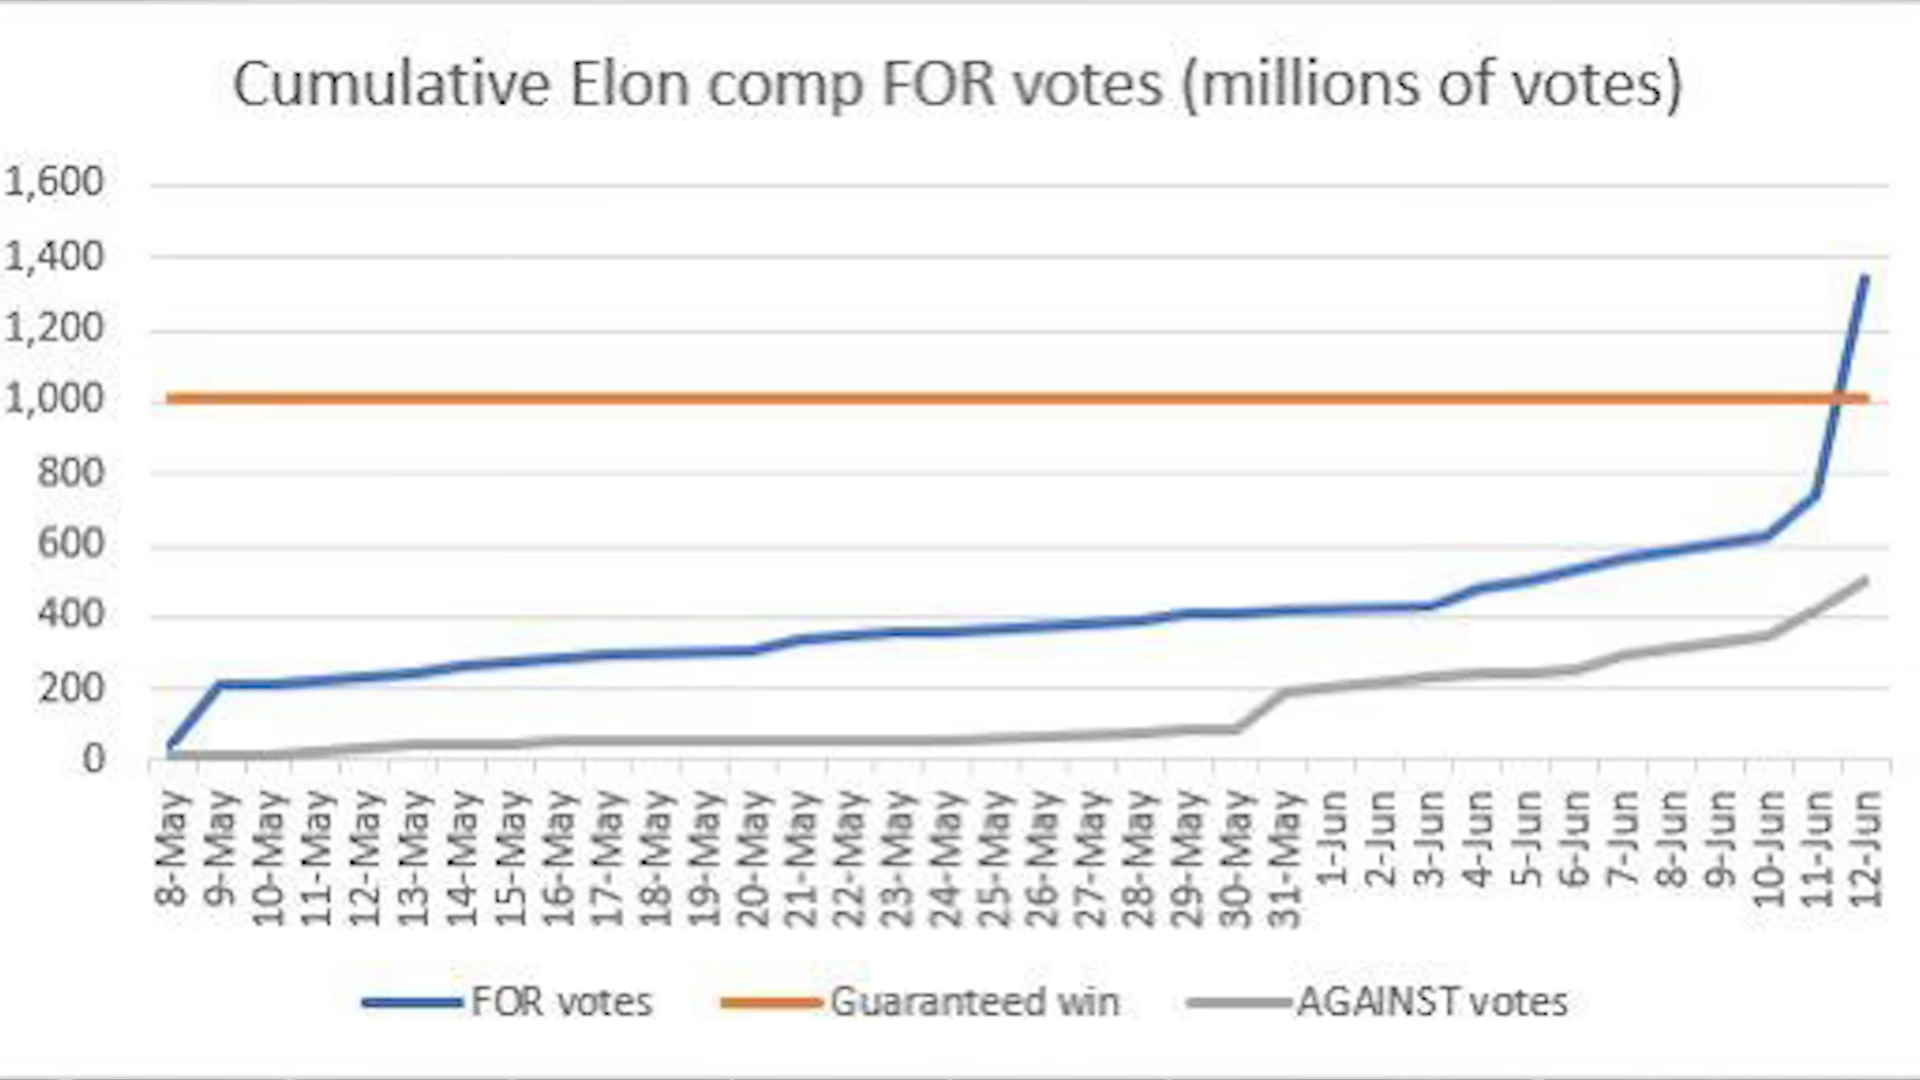 Cumulative Elon comp FOR votes (millions of votes)
1,600
1,400
1,200
1,000
800
600
400
200
0
8-May
9-May
10-May
11-May
12-May
13-May
14-May
15-May
16-May
17-May
18-May
19-May
20-May
21-May
22-May
23-May
24-May
25-May
26-May
27-May
28-May
29-May
30-May
31-May
1-Jun
2-Jun
3-Jun
4-Jun
5-Jun
6-Jun
7-Jun
8-Jun
9-Jun
10-Jun
11-Jun
12-Jun
FOR votes
Guaranteed win
AGAINST votes